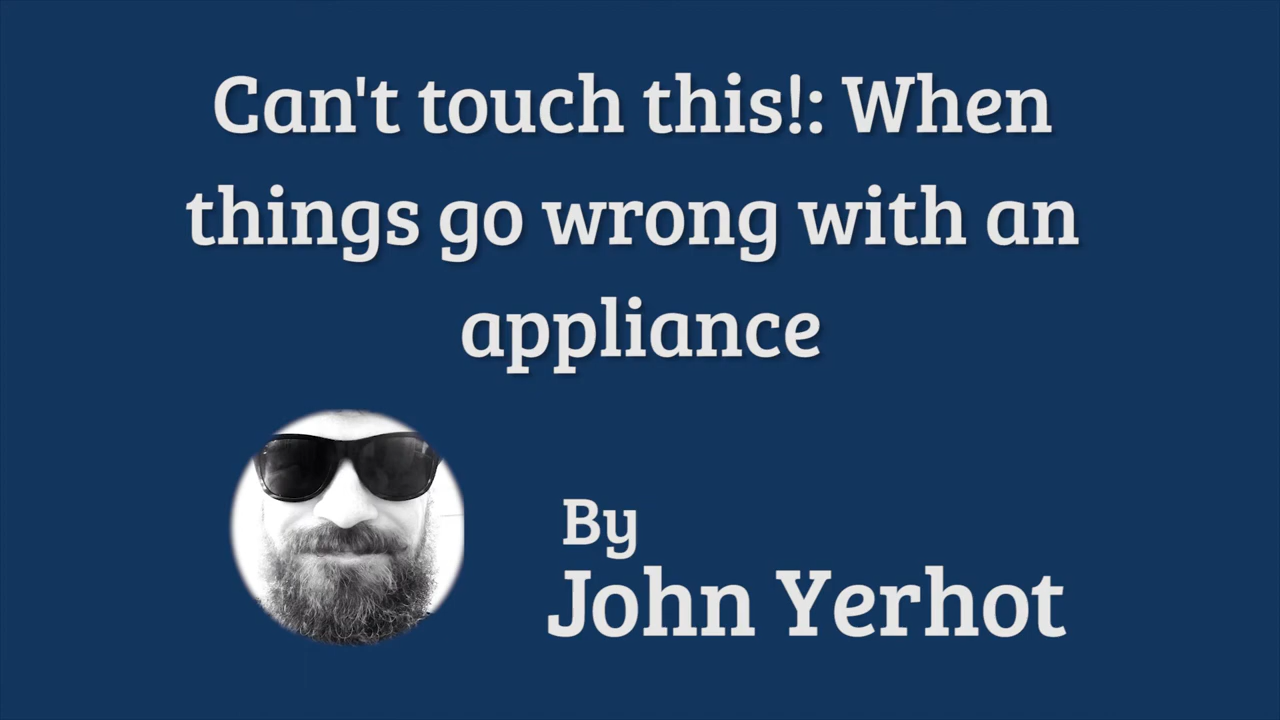 Can't touch this!: When
things go wrong with an
appliance
By
John Yerhot